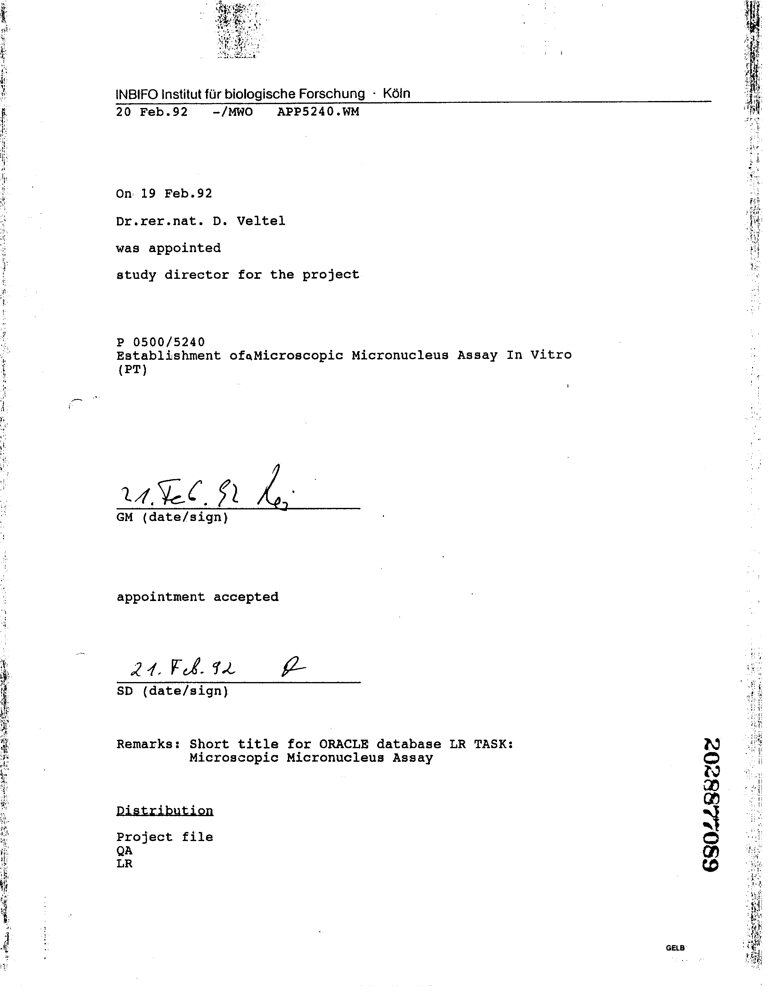 INBIFO Institut für biologische Forschung · Köln
20 Feb.92 -/MWO APP5240.WM
On 19 Feb.92
Dr.rer.nat. D. Veltel
was appointed
study director for the project
P 0500/5240
Establishment of a Microscopic Micronucleus Assay In Vitro
(PT)
21. Feb. 92
GM (date/sign)
appointment accepted
21. Feb. 92
SD (date/sign)
Remarks: Short title for ORACLE database LR TASK:
Microscopic Micronucleus Assay
Distribution
Project file
QA
LR
2028877089
GELB